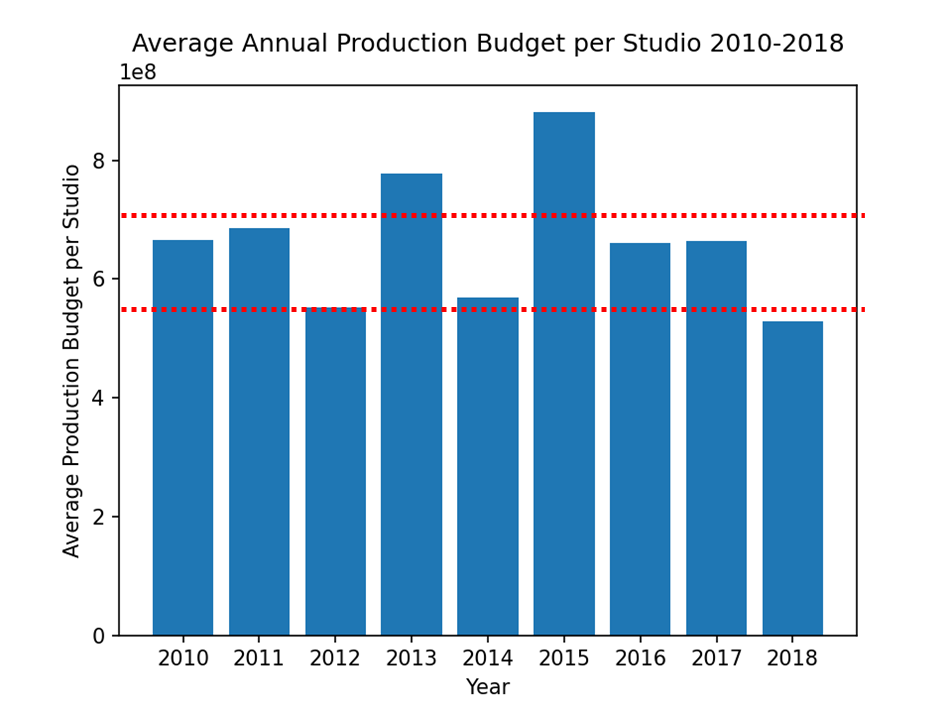 Average Annual Production Budget per Studio 2010-2018
1e8
Average Production Budget per Studio
8
6
4
2
0
2010 2011 2012 2013 2014 2015 2016 2017 2018
Year